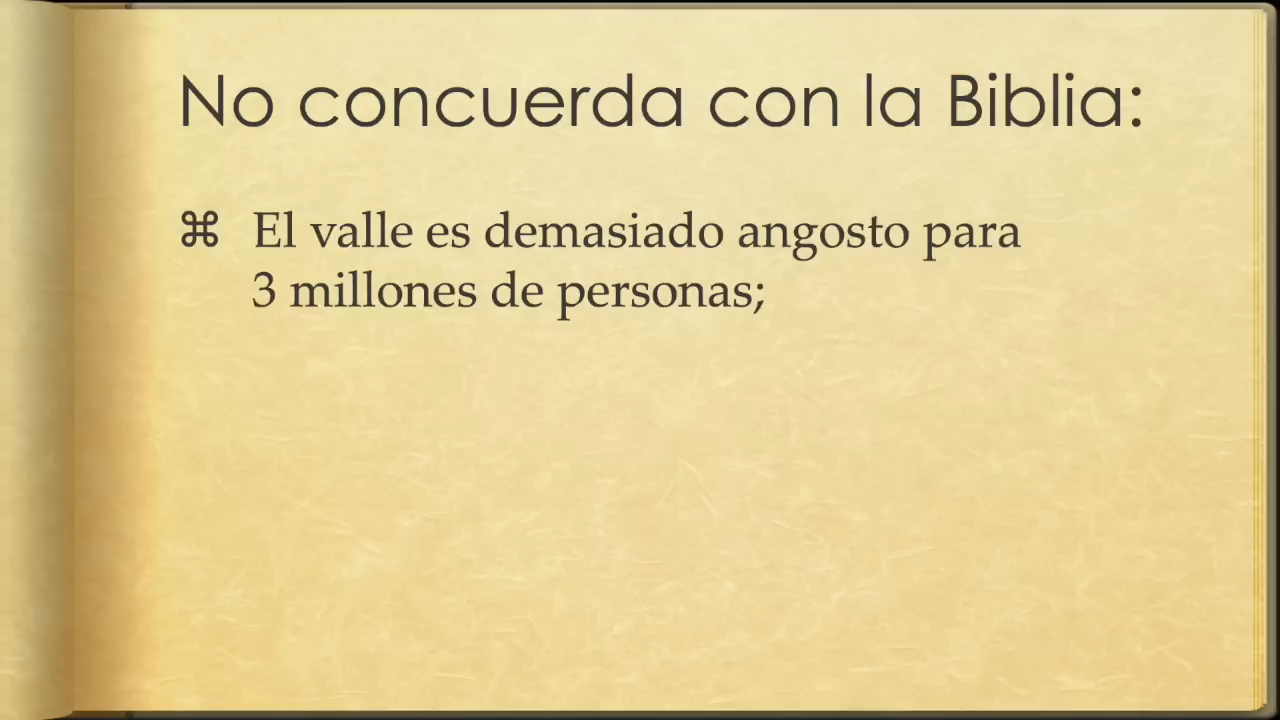 No concuerda con la Biblia:
⌘ El valle es demasiado angosto para
3 millones de personas;